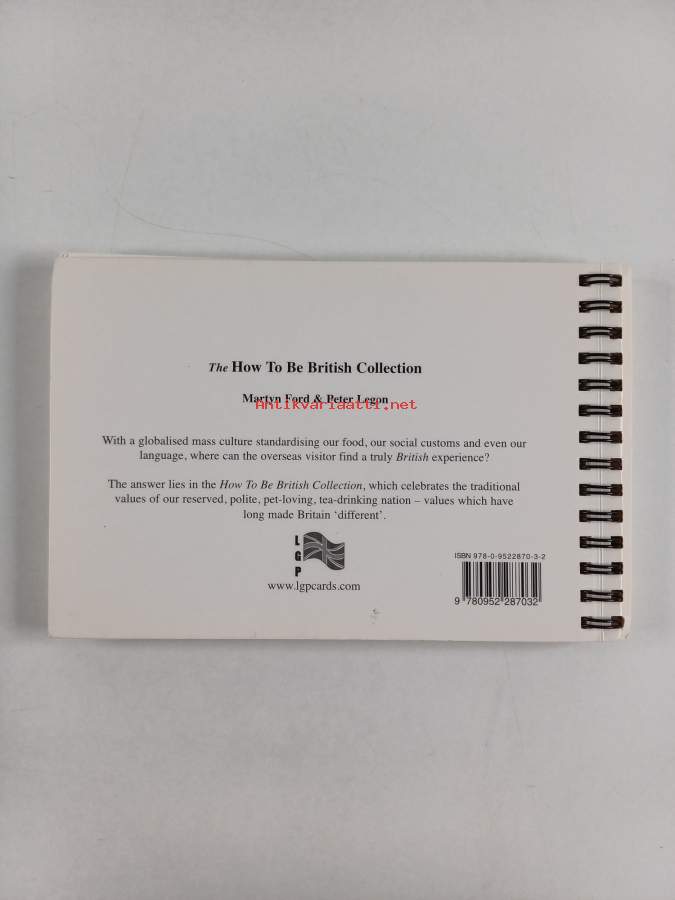 The How To Be British Collection
Martyn Ford & Peter Legon
Antikvariaatti.net
With a globalised mass culture standardising our food, our social customs and even our
language, where can the overseas visitor find a truly British experience?
The answer lies in the How To Be British Collection, which celebrates the traditional
values of our reserved, polite, pet-loving, tea-drinking nation – values which have
long made Britain ‘different’.
LGP
www.lgpcards.com
ISBN 978-0-9522870-3-2
9 780952 287032